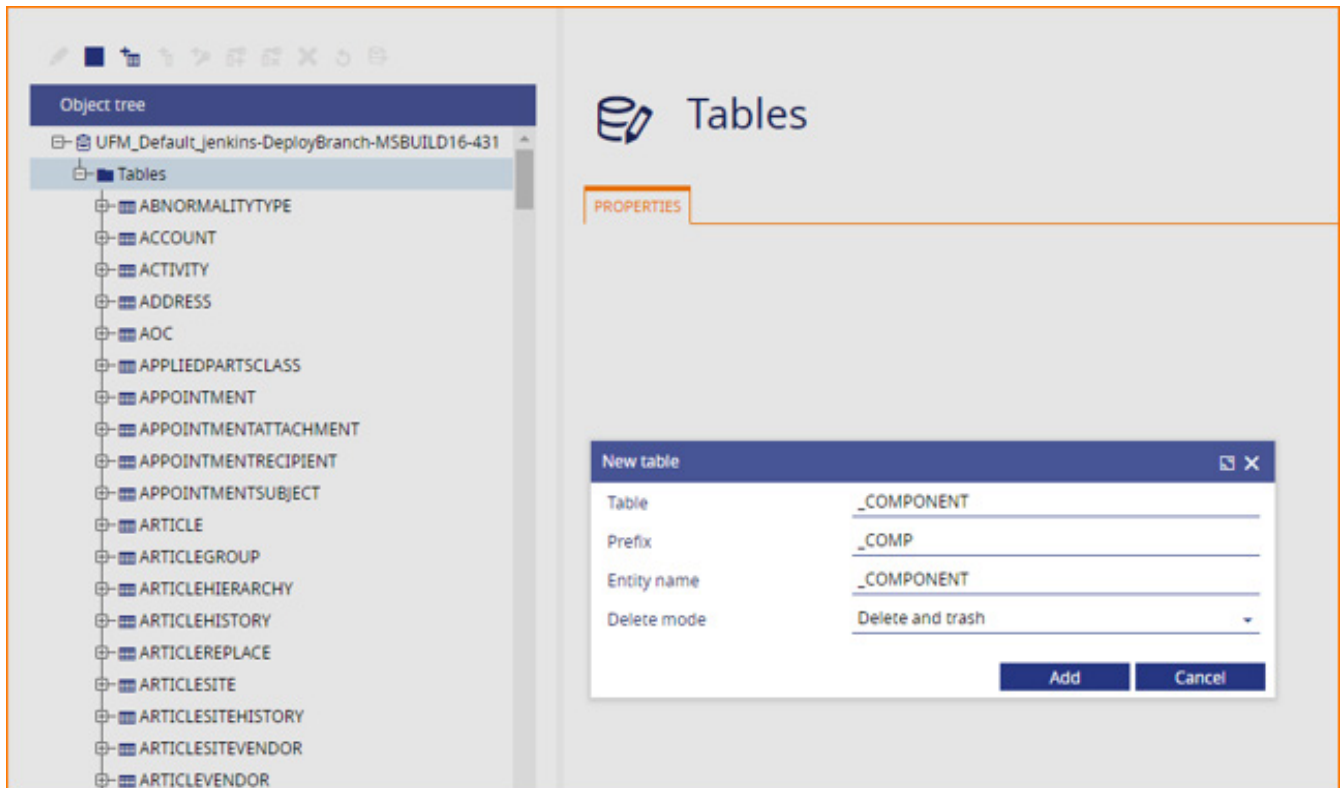 Object tree
UFM_Default_jenkins-DeployBranch-MSBUILD16-431
Tables
ABNORMALITYTYPE
ACCOUNT
ACTIVITY
ADDRESS
AOC
APPLIEDPARTSCLASS
APPOINTMENT
APPOINTMENTATTACHMENT
APPOINTMENTRECIPIENT
APPOINTMENTSUBJECT
ARTICLE
ARTICLEGROUP
ARTICLEHIERARCHY
ARTICLEHISTORY
ARTICLEREPLACE
ARTICLESITE
ARTICLESITEHISTORY
ARTICLESITEVENDOR
ARTICLEVENDOR
Tables
PROPERTIES
New table
Table _COMPONENT
Prefix _COMP
Entity name _COMPONENT
Delete mode Delete and trash
Add Cancel